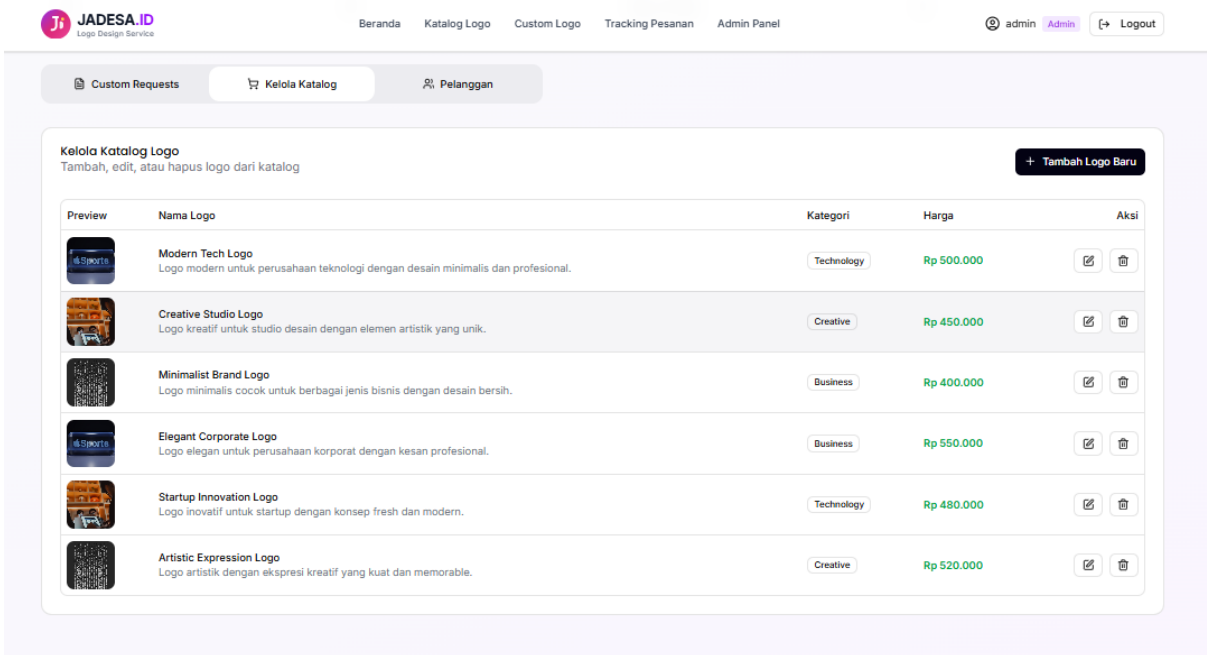 Ji JADESA.ID
Logo Design Service
Beranda Katalog Logo Custom Logo Tracking Pesanan Admin Panel
admin Admin Logout
Custom Requests Kelola Katalog Pelanggan
Kelola Katalog Logo
Tambah, edit, atau hapus logo dari katalog
+ Tambah Logo Baru
Preview Nama Logo Kategori Harga Aksi
Modern Tech Logo
Logo modern untuk perusahaan teknologi dengan desain minimalis dan profesional.
Technology Rp 500.000
Creative Studio Logo
Logo kreatif untuk studio desain dengan elemen artistik yang unik.
Creative Rp 450.000
Minimalist Brand Logo
Logo minimalis cocok untuk berbagai jenis bisnis dengan desain bersih.
Business Rp 400.000
Elegant Corporate Logo
Logo elegan untuk perusahaan korporat dengan kesan profesional.
Business Rp 550.000
Startup Innovation Logo
Logo inovatif untuk startup dengan konsep fresh dan modern.
Technology Rp 480.000
Artistic Expression Logo
Logo artistik dengan ekspresi kreatif yang kuat dan memorable.
Creative Rp 520.000